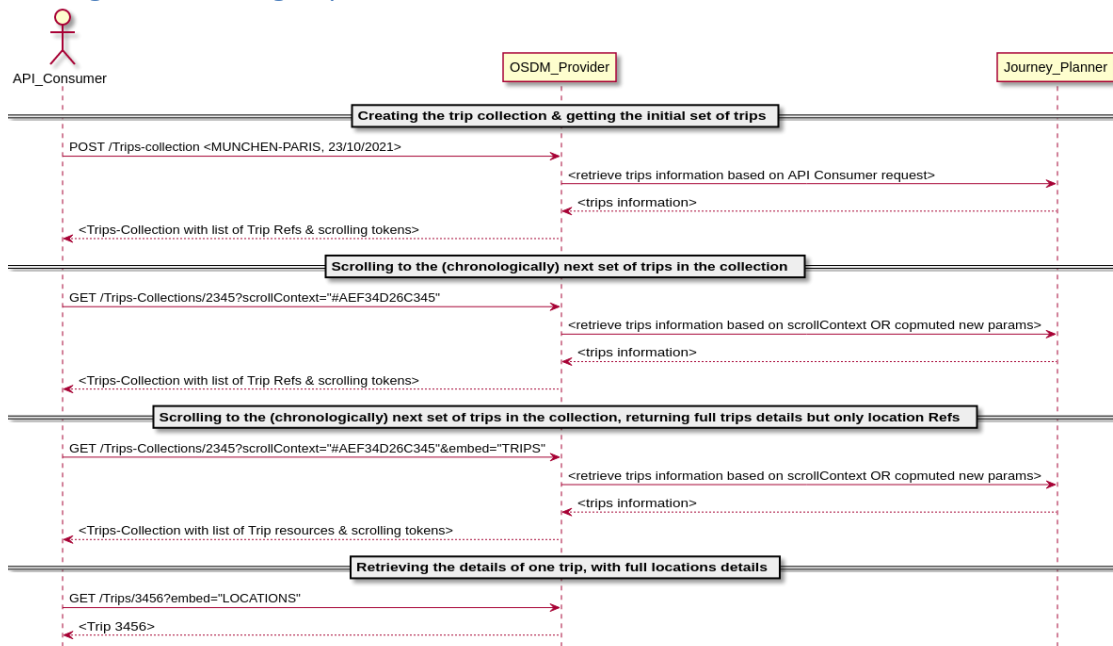 API_Consumer
OSDM_Provider
Journey_Planner
Creating the trip collection & getting the initial set of trips
POST /Trips-collection <MUNCHEN-PARIS, 23/10/2021>
<retrieve trips information based on API Consumer request>
<trips information>
<Trips-Collection with list of Trip Refs & scrolling tokens>
Scrolling to the (chronologically) next set of trips in the collection
GET /Trips-Collections/2345?scrollContext="#AEF34D26C345"
<retrieve trips information based on scrollContext OR copmuted new params>
<trips information>
<Trips-Collection with list of Trip Refs & scrolling tokens>
Scrolling to the (chronologically) next set of trips in the collection, returning full trips details but only location Refs
GET /Trips-Collections/2345?scrollContext="#AEF34D26C345"&embed="TRIPS"
<retrieve trips information based on scrollContext OR copmuted new params>
<trips information>
<Trips-Collection with list of Trip resources & scrolling tokens>
Retrieving the details of one trip, with full locations details
GET /Trips/3456?embed="LOCATIONS"
<Trip 3456>